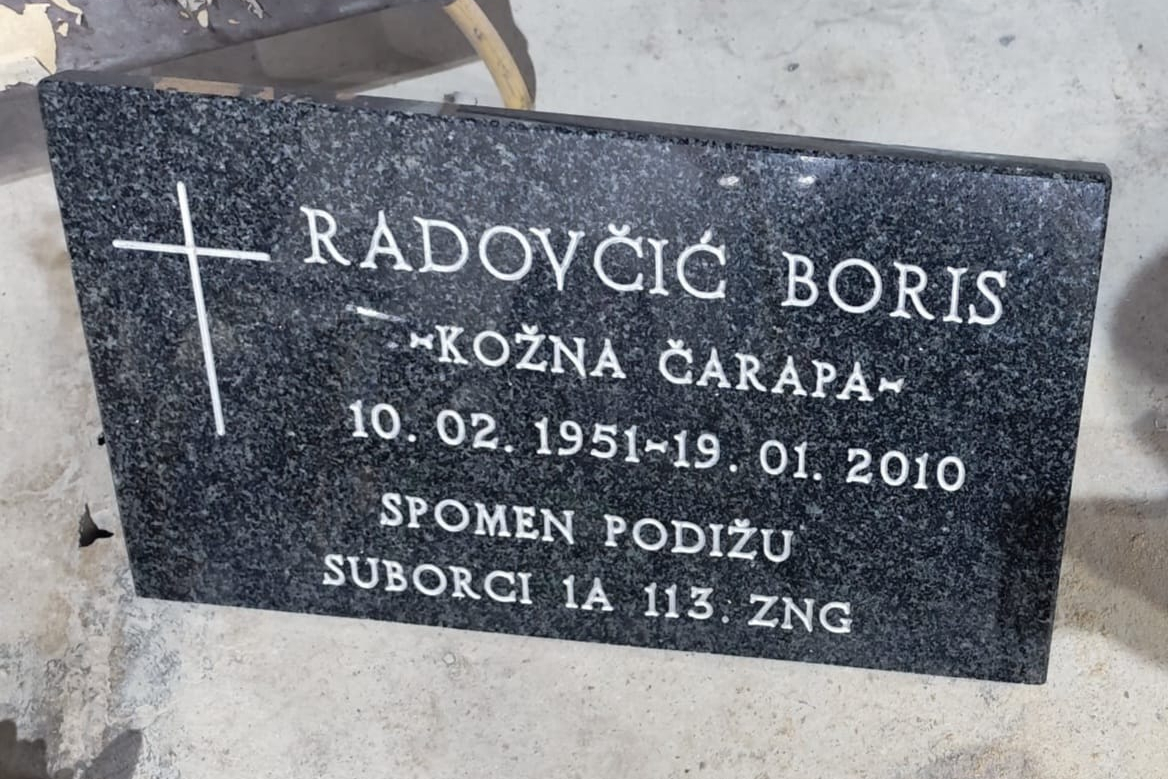 RADOVČIĆ BORIS
~KOŽNA ČARAPA~
10. 02. 1951~19. 01. 2010
SPOMEN PODIŽU
SUBORCI 1A 113. ZNG